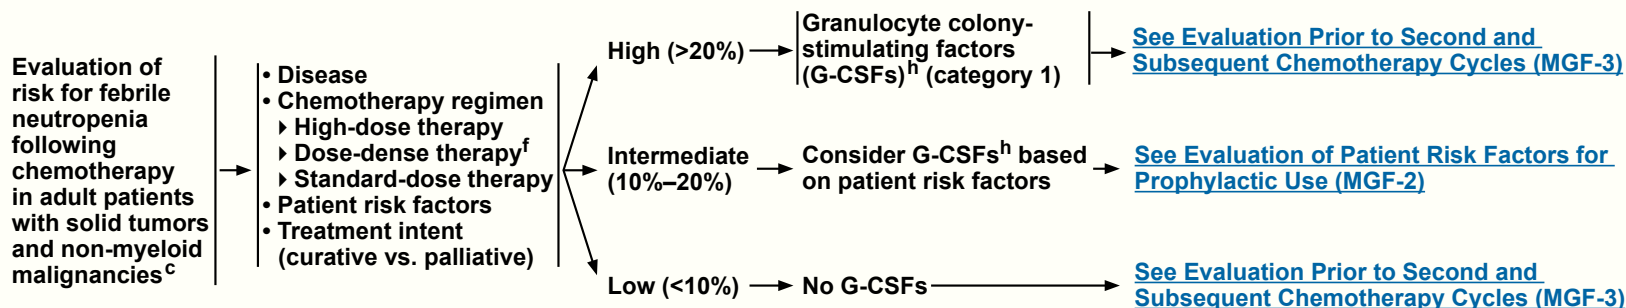 Evaluation of
risk for febrile
neutropenia
following
chemotherapy
in adult patients
with solid tumors
and non-myeloid
malignanciesᶜ
• Disease
• Chemotherapy regimen
▸ High-dose therapy
▸ Dose-dense therapyᶠ
▸ Standard-dose therapy
• Patient risk factors
• Treatment intent
(curative vs. palliative)
High (>20%)
Granulocyte colony-
stimulating factors
(G-CSFs)ʰ (category 1)
See Evaluation Prior to Second and
Subsequent Chemotherapy Cycles (MGF-3)
Intermediate
(10%–20%)
Consider G-CSFsʰ based
on patient risk factors
See Evaluation of Patient Risk Factors for
Prophylactic Use (MGF-2)
Low (<10%)
No G-CSFs
See Evaluation Prior to Second and
Subsequent Chemotherapy Cycles (MGF-3)